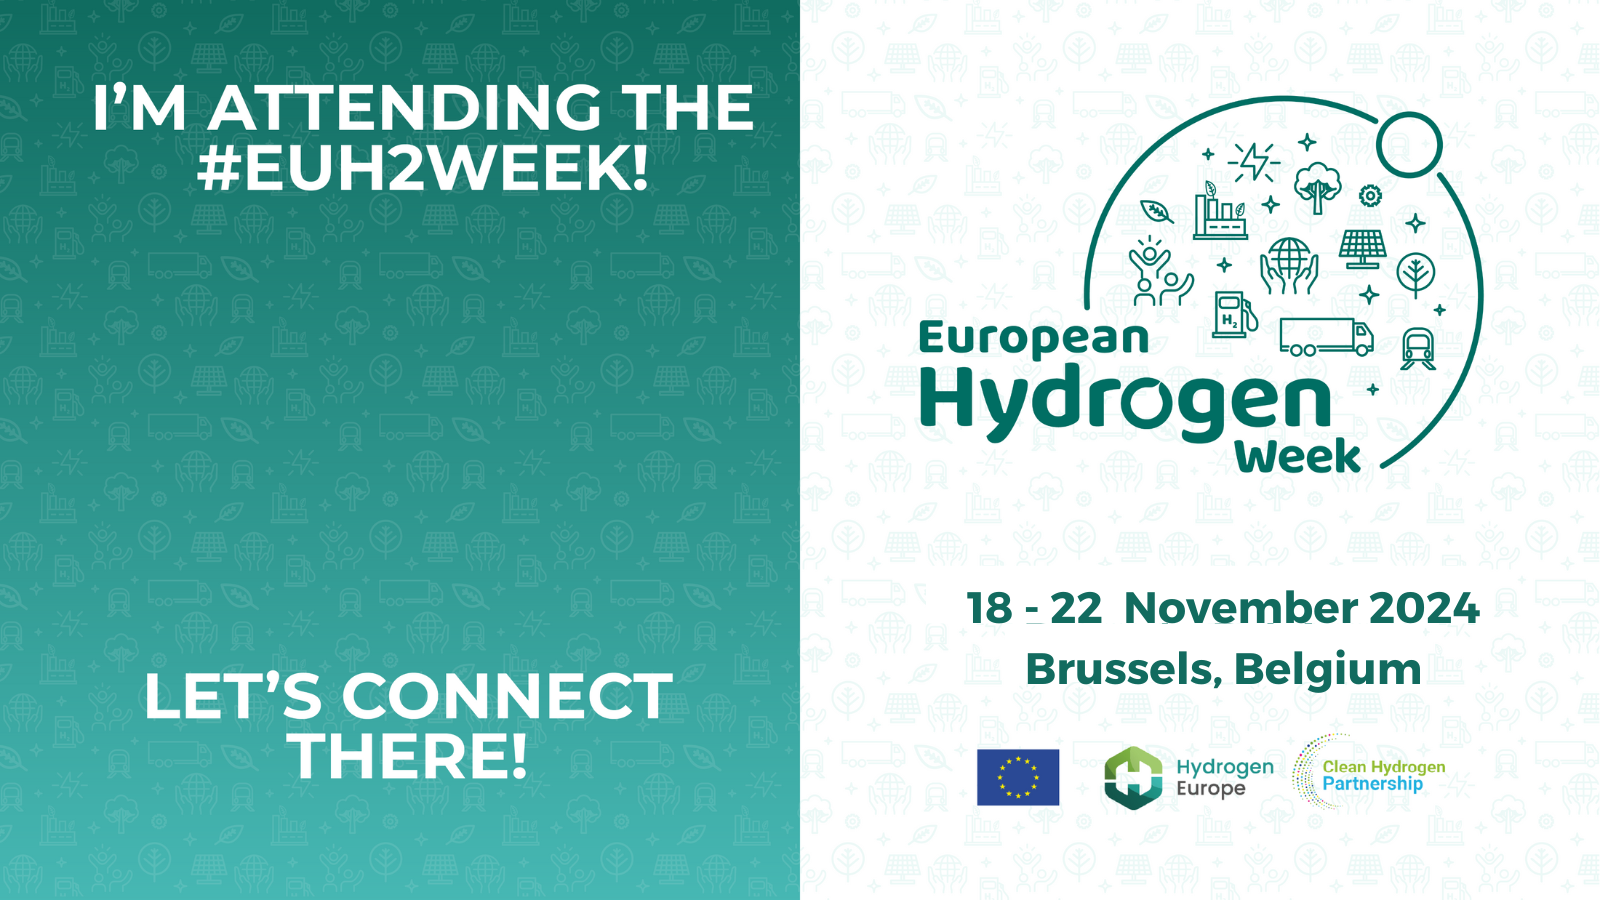 I’M ATTENDING THE
#EUH2WEEK!
LET’S CONNECT
THERE!
H₂
European
Hydrogen
Week
18 - 22 November 2024
Brussels, Belgium
Hydrogen
Europe
Clean Hydrogen
Partnership